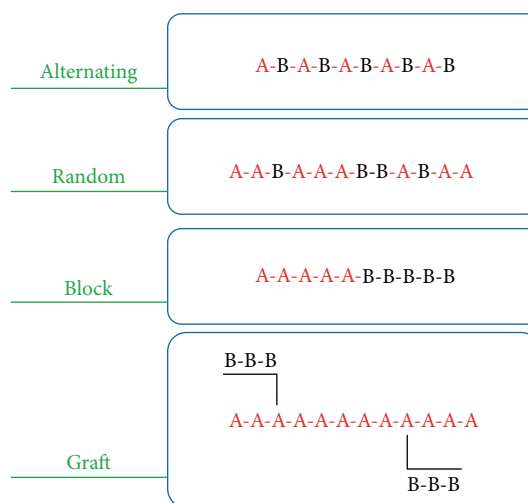 Alternating
A-B-A-B-A-B-A-B-A-B
Random
A-A-B-A-A-A-B-B-A-B-A-A
Block
A-A-A-A-A-B-B-B-B-B
B-B-B
A-A-A-A-A-A-A-A-A-A-A-A
Graft
B-B-B